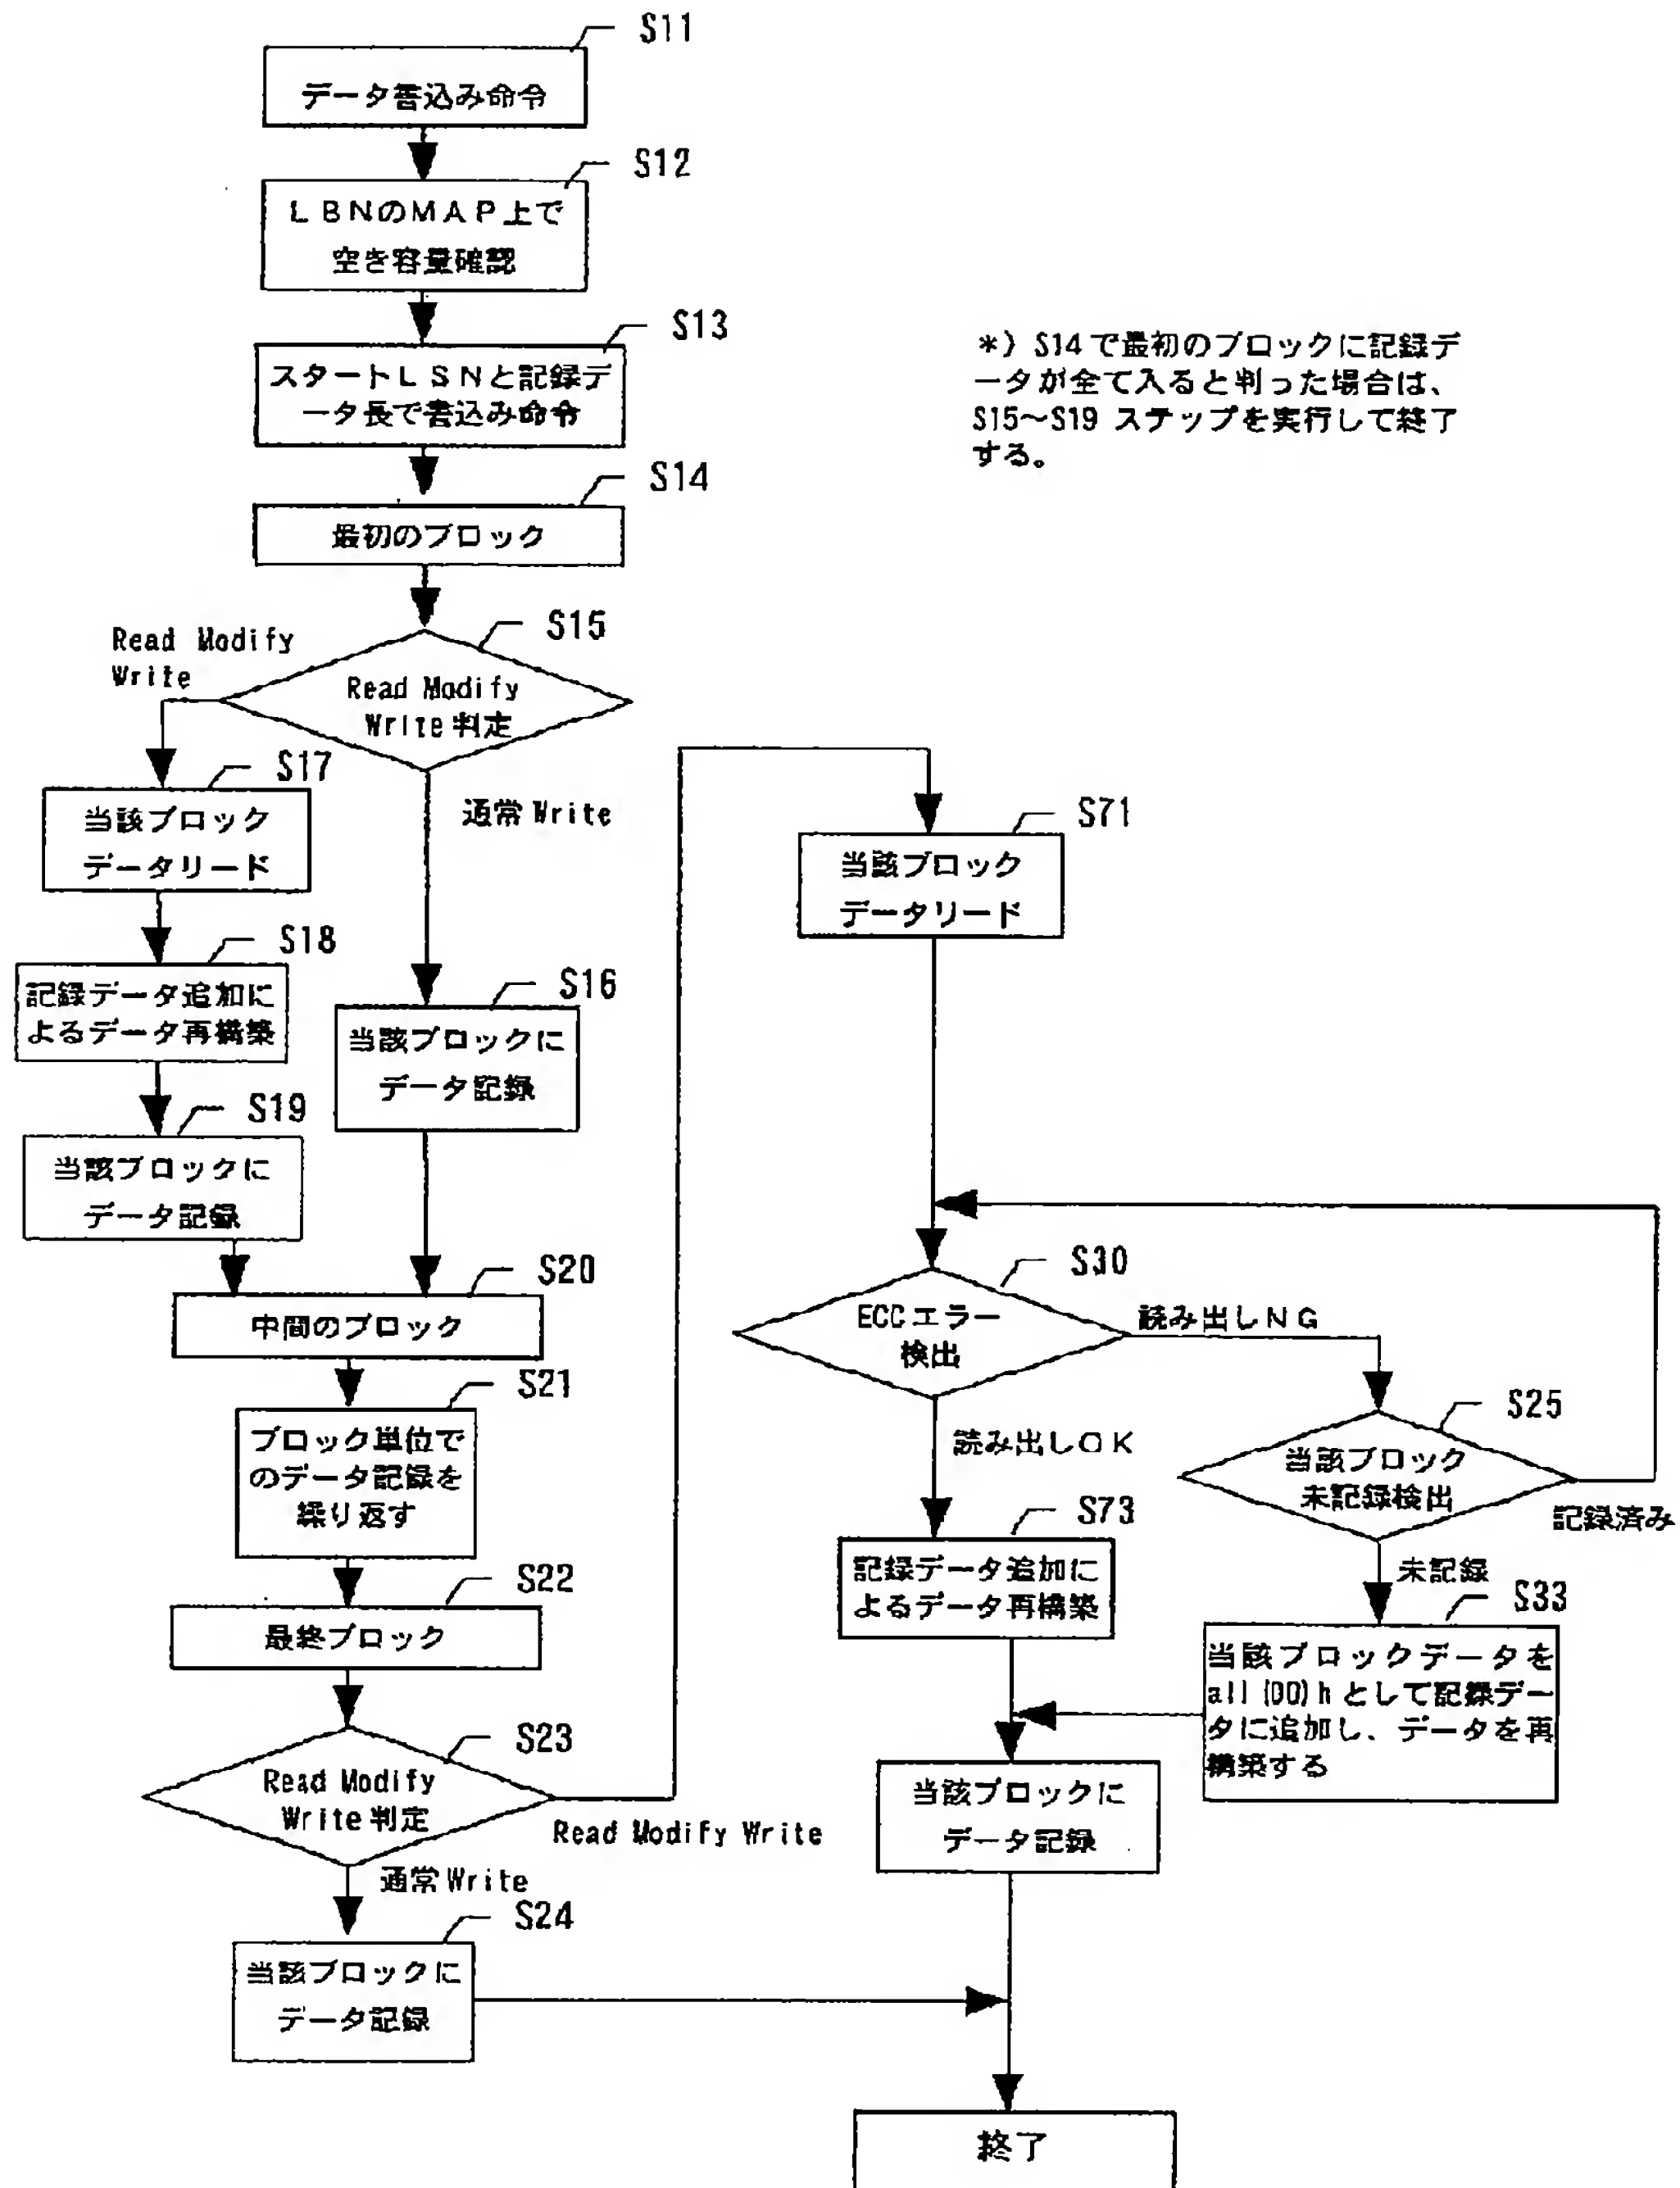 S11
データ書込み命令
S12
LBNのMAP上で
空き容量確認
S13
スタートLSNと記録デ
ータ長で書込み命令
*) S14で最初のブロックに記録デ
ータが全て入ると判った場合は、
S15~S19 ステップを実行して終了
する。
S14
最初のブロック
S15
Read Modify
Write
Read Modify
Write判定
S17
当該ブロック
データリード
通常Write
S18
記録データ追加に
よるデータ再構築
S16
当該ブロックに
データ記録
S19
当該ブロックに
データ記録
S20
中間のブロック
S21
ブロック単位で
のデータ記録を
繰り返す
S22
最終ブロック
S23
Read Modify
Write判定
Read Modify Write
通常Write
S24
当該ブロックに
データ記録
S71
当該ブロック
データリード
S30
ECCエラー
検出
読み出しNG
読み出しOK
S25
当該ブロック
未記録検出
記録済み
未記録
S73
記録データ追加に
よるデータ再構築
S33
当該ブロックデータを
all(00)hとして記録デー
タに追加し、データを再
構築する
当該ブロックに
データ記録
終了